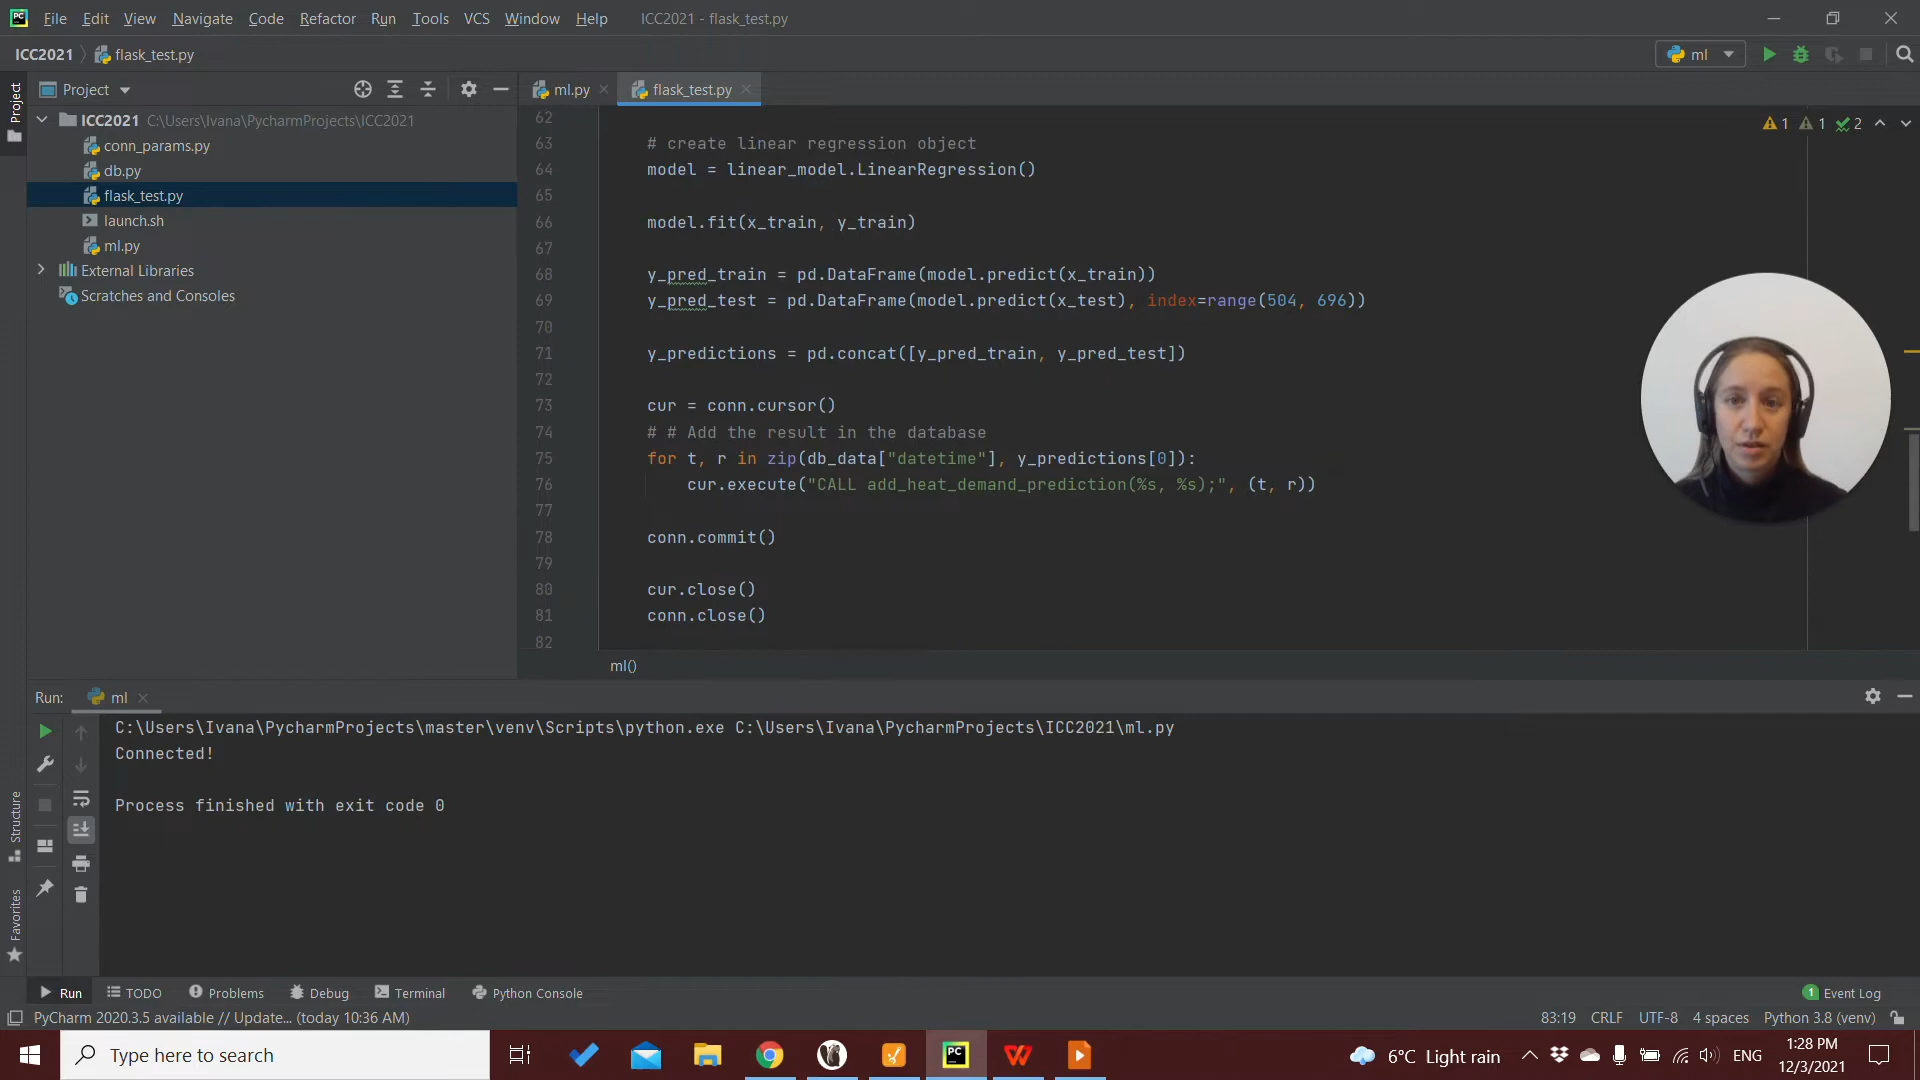 File Edit View Navigate Code Refactor Run Tools VCS Window Help ICC2021 - flask_test.py
ICC2021 flask_test.py ml
Project Project ml.py flask_test.py
ICC2021 C:\Users\Ivana\PycharmProjects\ICC2021
conn_params.py
db.py
flask_test.py
launch.sh
ml.py
External Libraries
Scratches and Consoles
1 1 2
62
63 # create linear regression object
64 model = linear_model.LinearRegression()
65
66 model.fit(x_train, y_train)
67
68 y_pred_train = pd.DataFrame(model.predict(x_train))
69 y_pred_test = pd.DataFrame(model.predict(x_test), index=range(504, 696))
70
71 y_predictions = pd.concat([y_pred_train, y_pred_test])
72
73 cur = conn.cursor()
74 # # Add the result in the database
75 for t, r in zip(db_data["datetime"], y_predictions[0]):
76 cur.execute("CALL add_heat_demand_prediction(%s, %s);", (t, r))
77
78 conn.commit()
79
80 cur.close()
81 conn.close()
82
ml()
Run: ml
C:\Users\Ivana\PycharmProjects\master\venv\Scripts\python.exe C:\Users\Ivana\PycharmProjects\ICC2021\ml.py
Connected!
Process finished with exit code 0
Structure
Favorites
Run TODO Problems Debug Terminal Python Console 1 Event Log
PyCharm 2020.3.5 available // Update... (today 10:36 AM) 83:19 CRLF UTF-8 4 spaces Python 3.8 (venv)
Type here to search PC 6°C Light rain ENG 1:28 PM
12/3/2021